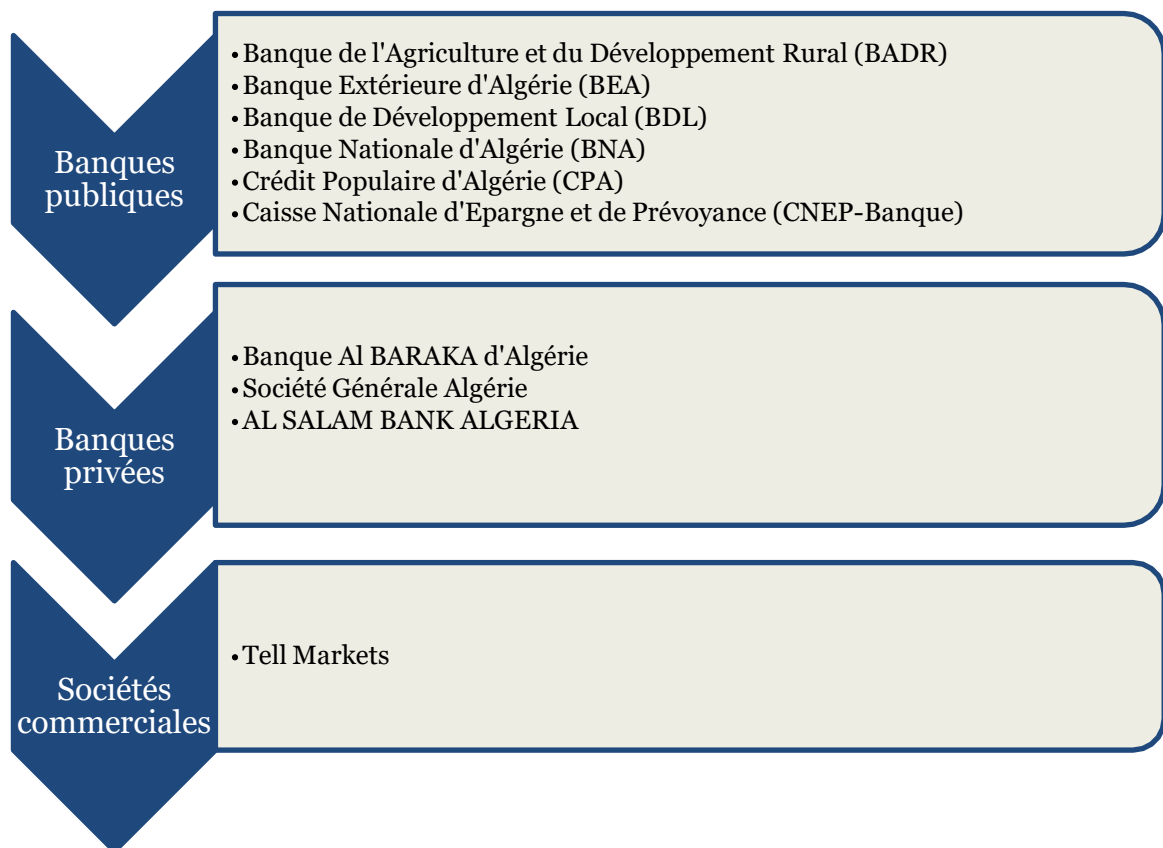 Banques
publiques
•Banque de l'Agriculture et du Développement Rural (BADR)
•Banque Extérieure d'Algérie (BEA)
•Banque de Développement Local (BDL)
•Banque Nationale d'Algérie (BNA)
•Crédit Populaire d'Algérie (CPA)
•Caisse Nationale d'Epargne et de Prévoyance (CNEP-Banque)
Banques
privées
•Banque Al BARAKA d'Algérie
•Société Générale Algérie
•AL SALAM BANK ALGERIA
Sociétés
commerciales
•Tell Markets